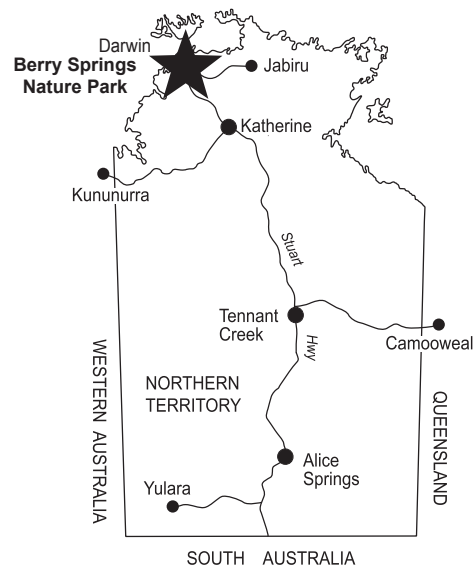 Darwin
Berry Springs
Nature Park
Jabiru
Katherine
Kununurra
Stuart
Tennant
Creek
Hwy
Camooweal
WESTERN AUSTRALIA
NORTHERN
TERRITORY
QUEENSLAND
Alice
Springs
Yulara
SOUTH AUSTRALIA